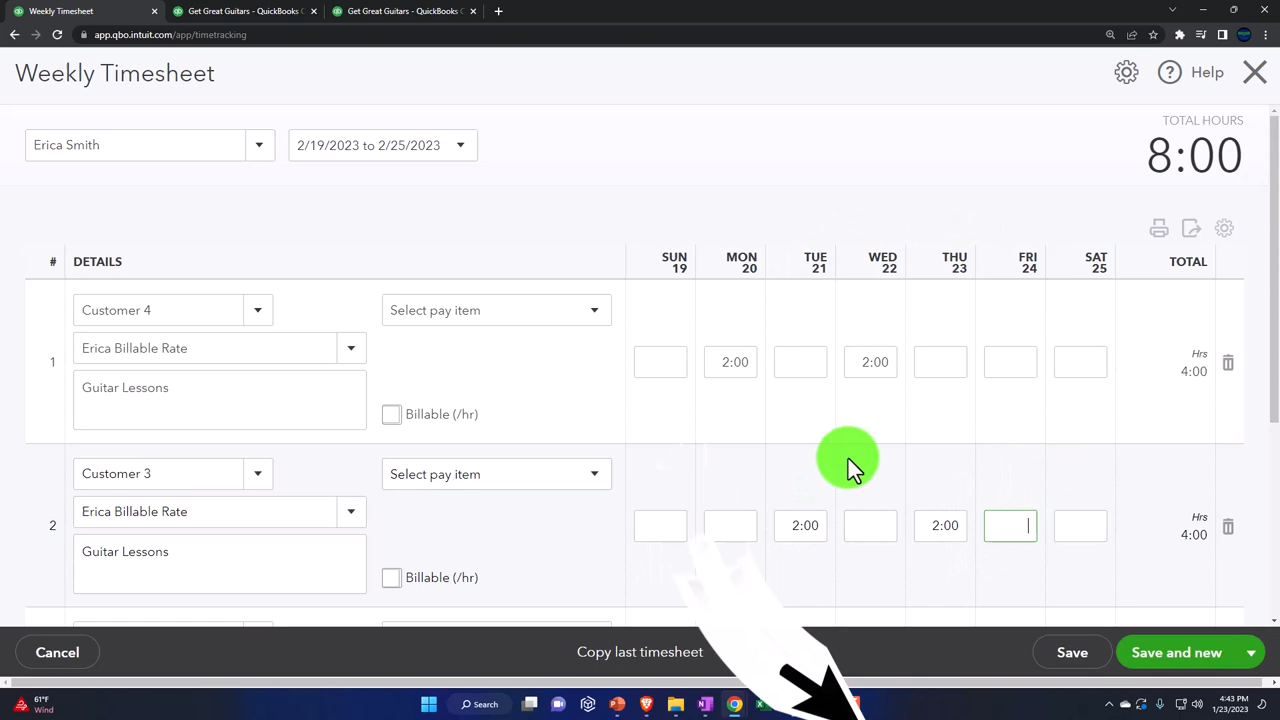 Weekly Timesheet
Get Great Guitars - QuickBooks C
Get Great Guitars - QuickBooks C
app.qbo.intuit.com/app/timetracking
Weekly Timesheet
Help
Erica Smith
2/19/2023 to 2/25/2023
TOTAL HOURS
8:00
# DETAILS SUN 19 MON 20 TUE 21 WED 22 THU 23 FRI 24 SAT 25 TOTAL
Customer 4
Select pay item
Erica Billable Rate
1
2:00 2:00
Hrs
4:00
Guitar Lessons
Billable (/hr)
Customer 3
Select pay item
Erica Billable Rate
2
2:00 2:00
Hrs
4:00
Guitar Lessons
Billable (/hr)
Cancel
Copy last timesheet
Save
Save and new
61°F
Wind
Search
4:43 PM
1/23/2023